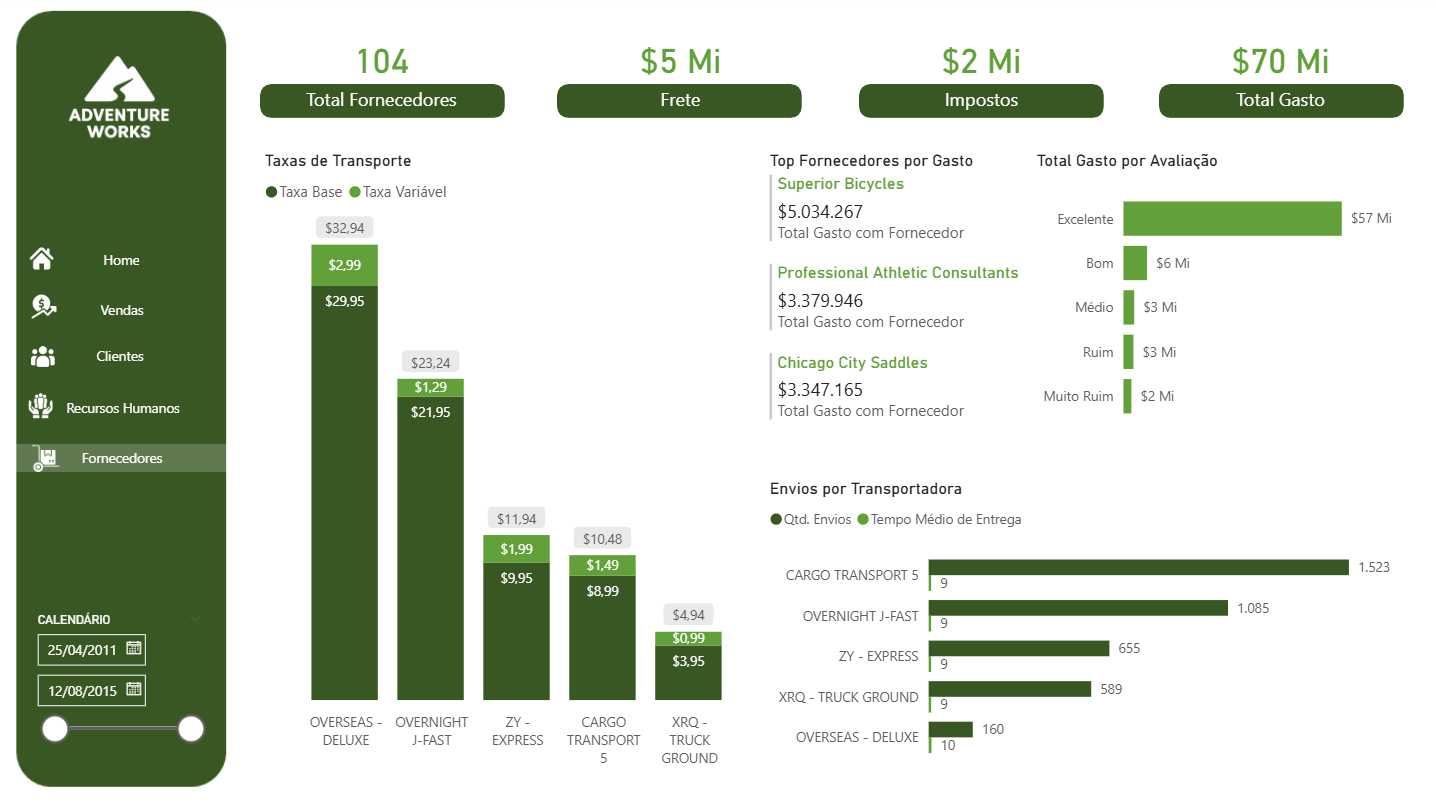 ADVENTURE
WORKS
Home
Vendas
Clientes
Recursos Humanos
Fornecedores
CALENDÁRIO
25/04/2011
12/08/2015
104
Total Fornecedores
$5 Mi
Frete
$2 Mi
Impostos
$70 Mi
Total Gasto
Taxas de Transporte
Taxa Base
Taxa Variável
$32,94
$2,99
$29,95
$23,24
$1,29
$21,95
$11,94
$1,99
$9,95
$10,48
$1,49
$8,99
$4,94
$0,99
$3,95
OVERSEAS -
DELUXE
OVERNIGHT
J-FAST
ZY -
EXPRESS
CARGO
TRANSPORT
5
XRQ -
TRUCK
GROUND
Top Fornecedores por Gasto
Superior Bicycles
$5.034.267
Total Gasto com Fornecedor
Professional Athletic Consultants
$3.379.946
Total Gasto com Fornecedor
Chicago City Saddles
$3.347.165
Total Gasto com Fornecedor
Total Gasto por Avaliação
Excelente
$57 Mi
Bom
$6 Mi
Médio
$3 Mi
Ruim
$3 Mi
Muito Ruim
$2 Mi
Envios por Transportadora
Qtd. Envios
Tempo Médio de Entrega
CARGO TRANSPORT 5
1.523
9
OVERNIGHT J-FAST
1.085
9
ZY - EXPRESS
655
9
XRQ - TRUCK GROUND
589
9
OVERSEAS - DELUXE
160
10